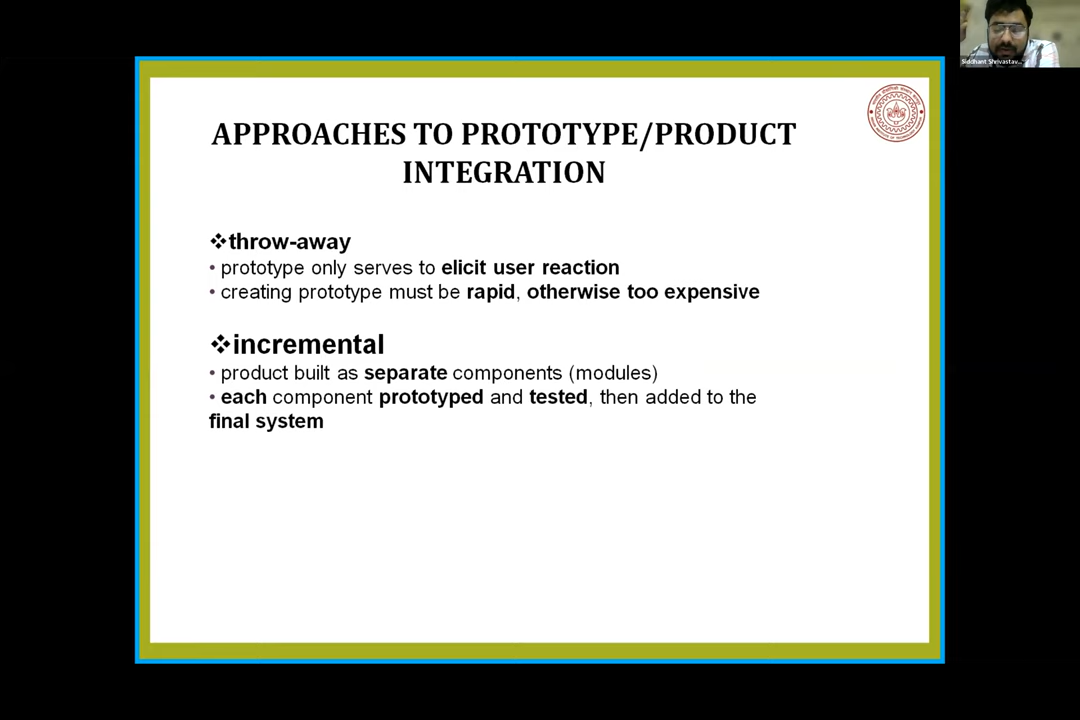 Siddhant Shrivastav...
APPROACHES TO PROTOTYPE/PRODUCT
INTEGRATION
❖throw-away
• prototype only serves to elicit user reaction
• creating prototype must be rapid, otherwise too expensive
❖incremental
• product built as separate components (modules)
• each component prototyped and tested, then added to the
final system